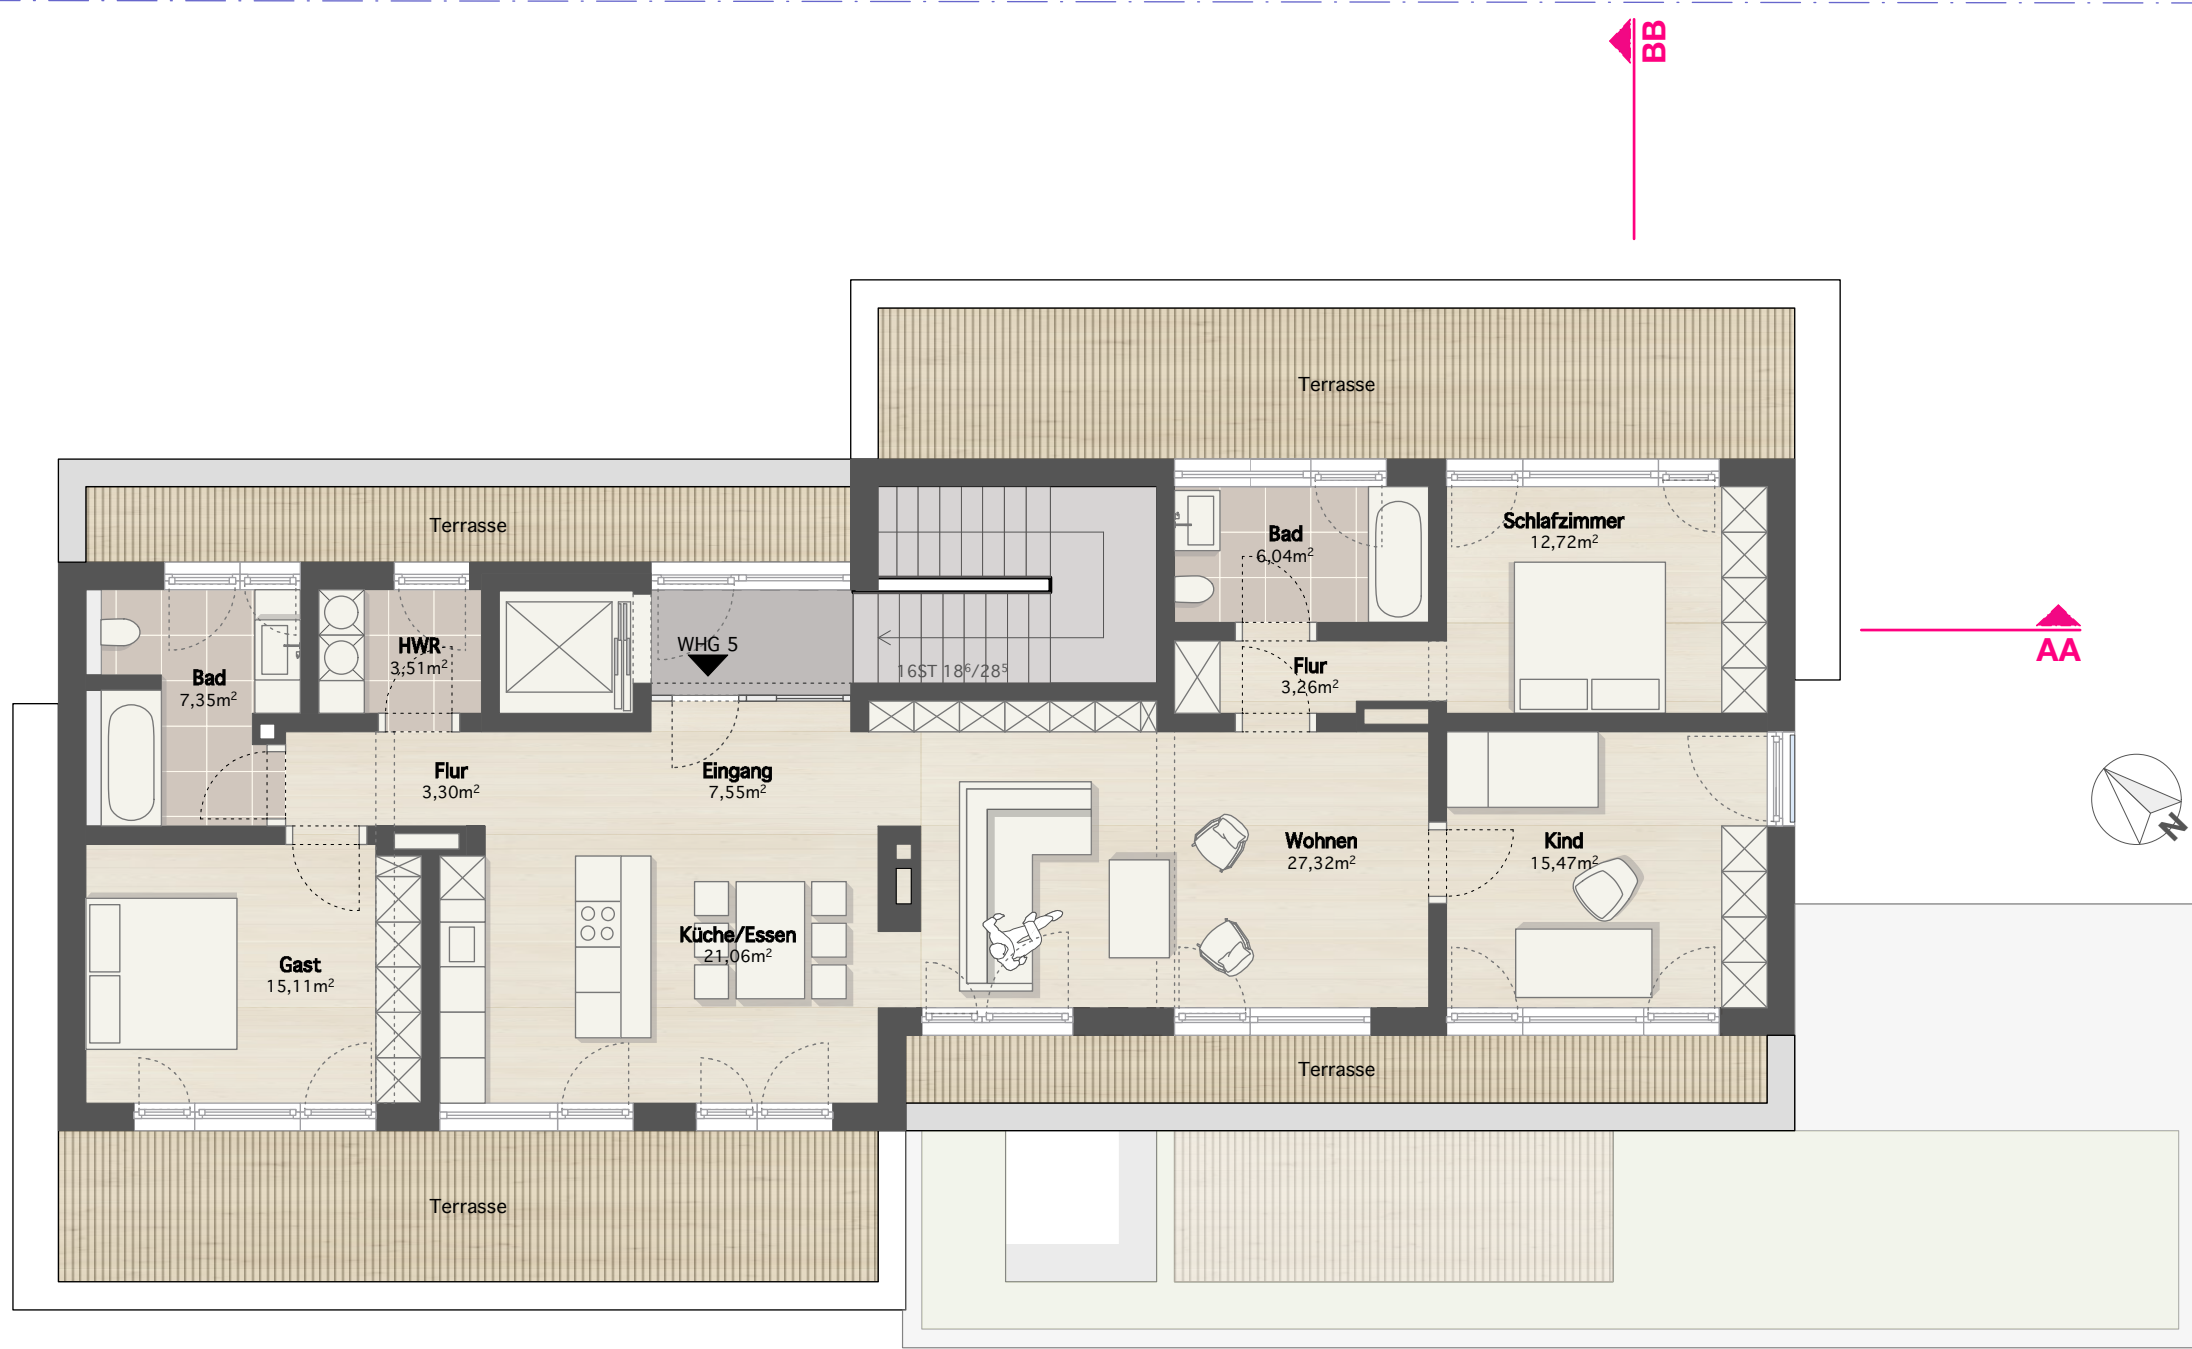 BB
Terrasse
Terrasse
Schlafzimmer
12,72m²
Bad
6,04m²
AA
WHG 5
HWR
3,51m²
16ST 18⁶/28⁵
Flur
3,26m²
Bad
7,35m²
Flur
3,30m²
Eingang
7,55m²
Wohnen
27,32m²
Kind
15,47m²
N
Küche/Essen
21,06m²
Gast
15,11m²
Terrasse
Terrasse